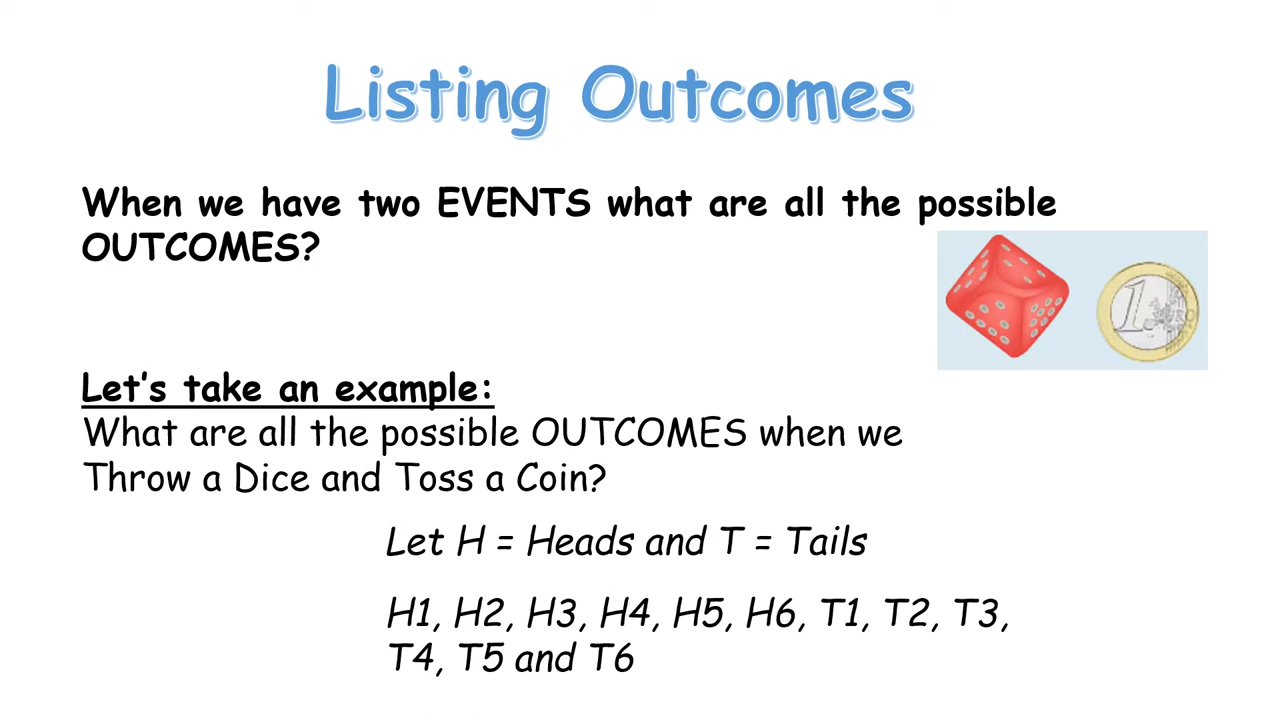 Listing Outcomes
When we have two EVENTS what are all the possible
OUTCOMES?
Let's take an example:
What are all the possible OUTCOMES when we
Throw a Dice and Toss a Coin?
Let H = Heads and T = Tails
H1, H2, H3, H4, H5, H6, T1, T2, T3,
T4, T5 and T6
1
EURO